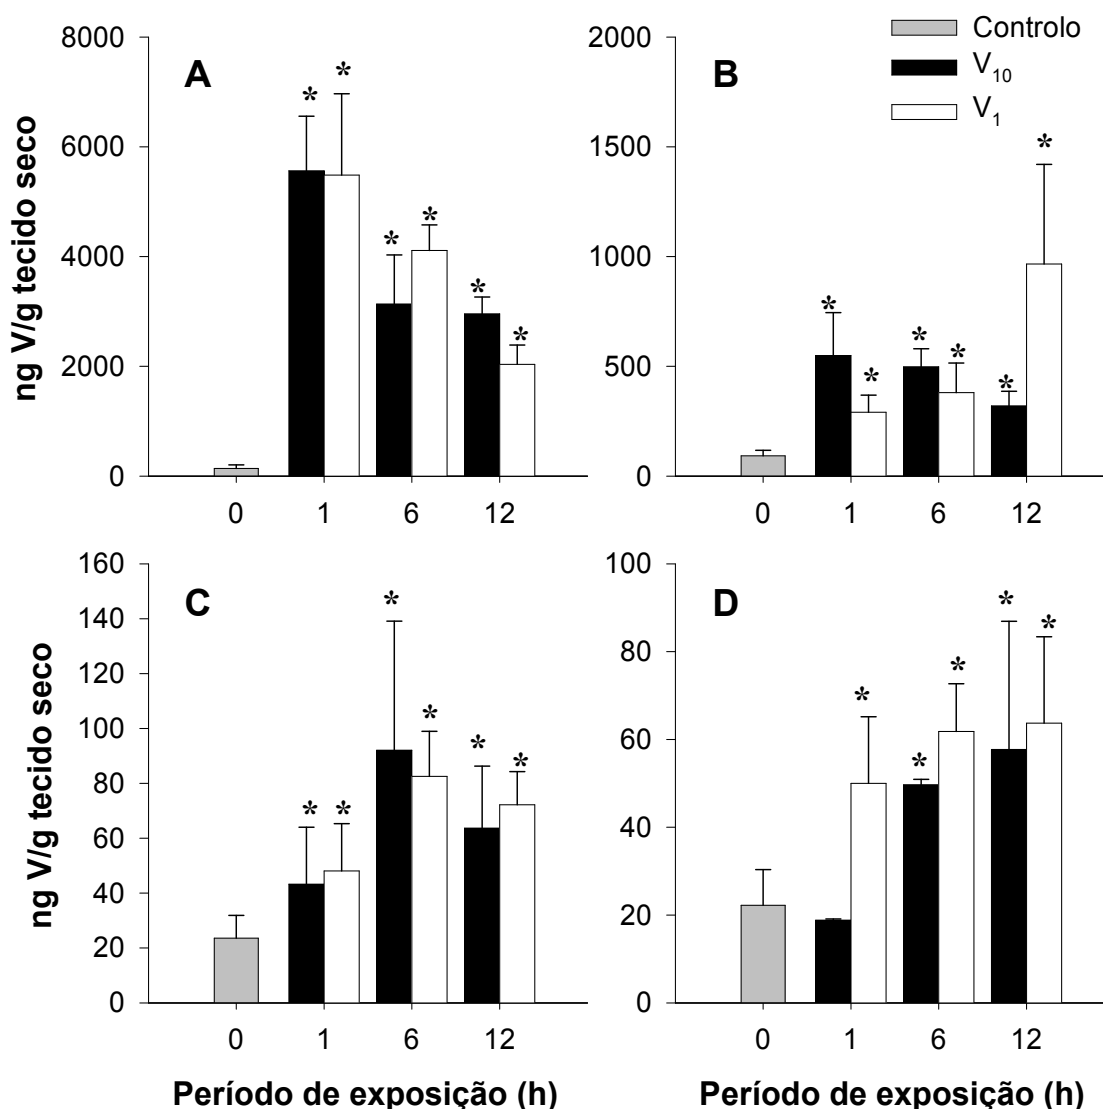 Controlo
V10
V1
A
8000
6000
4000
2000
0
ng V/g tecido seco
* * * * * *
0 1 6 12
B
2000
1500
1000
500
0
* * * * * *
0 1 6 12
C
160
140
120
100
80
60
40
20
0
ng V/g tecido seco
* * * * * *
0 1 6 12
Período de exposição (h)
D
100
80
60
40
20
0
* * * * *
0 1 6 12
Período de exposição (h)